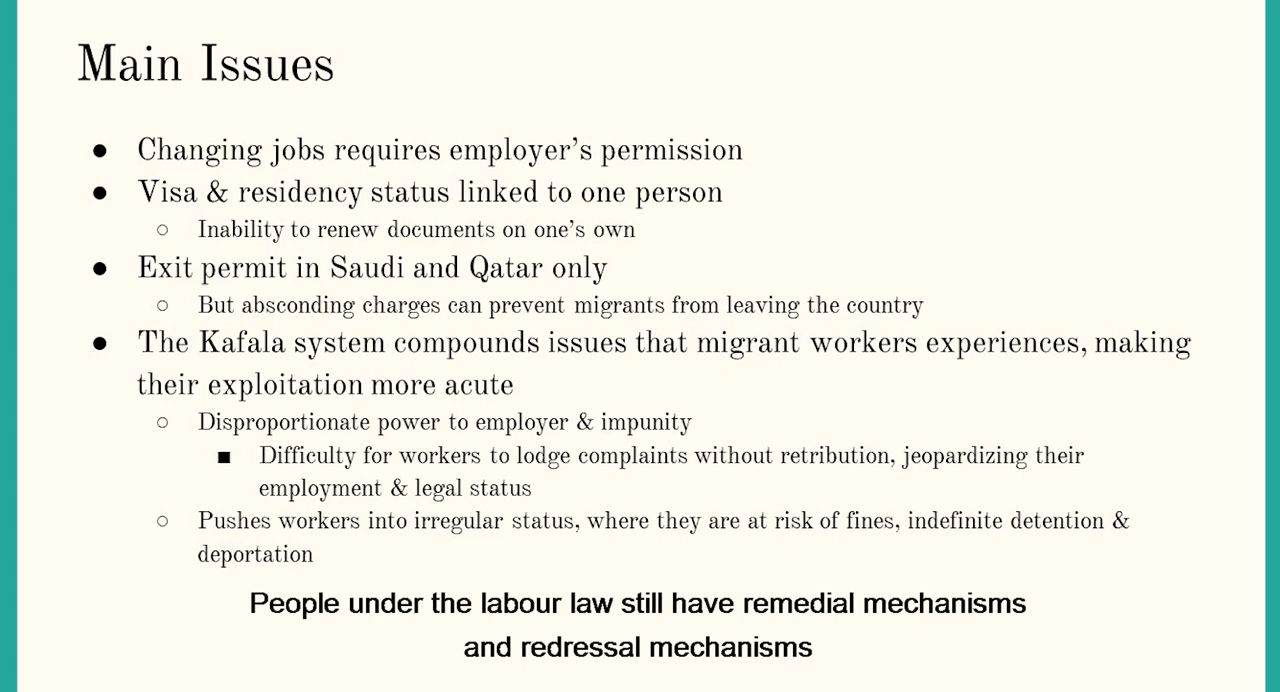 Main Issues
● Changing jobs requires employer's permission
● Visa & residency status linked to one person
○ Inability to renew documents on one's own
● Exit permit in Saudi and Qatar only
○ But absconding charges can prevent migrants from leaving the country
● The Kafala system compounds issues that migrant workers experiences, making
their exploitation more acute
○ Disproportionate power to employer & impunity
■ Difficulty for workers to lodge complaints without retribution, jeopardizing their
employment & legal status
○ Pushes workers into irregular status, where they are at risk of fines, indefinite detention &
deportation
People under the labour law still have remedial mechanisms
and redressal mechanisms